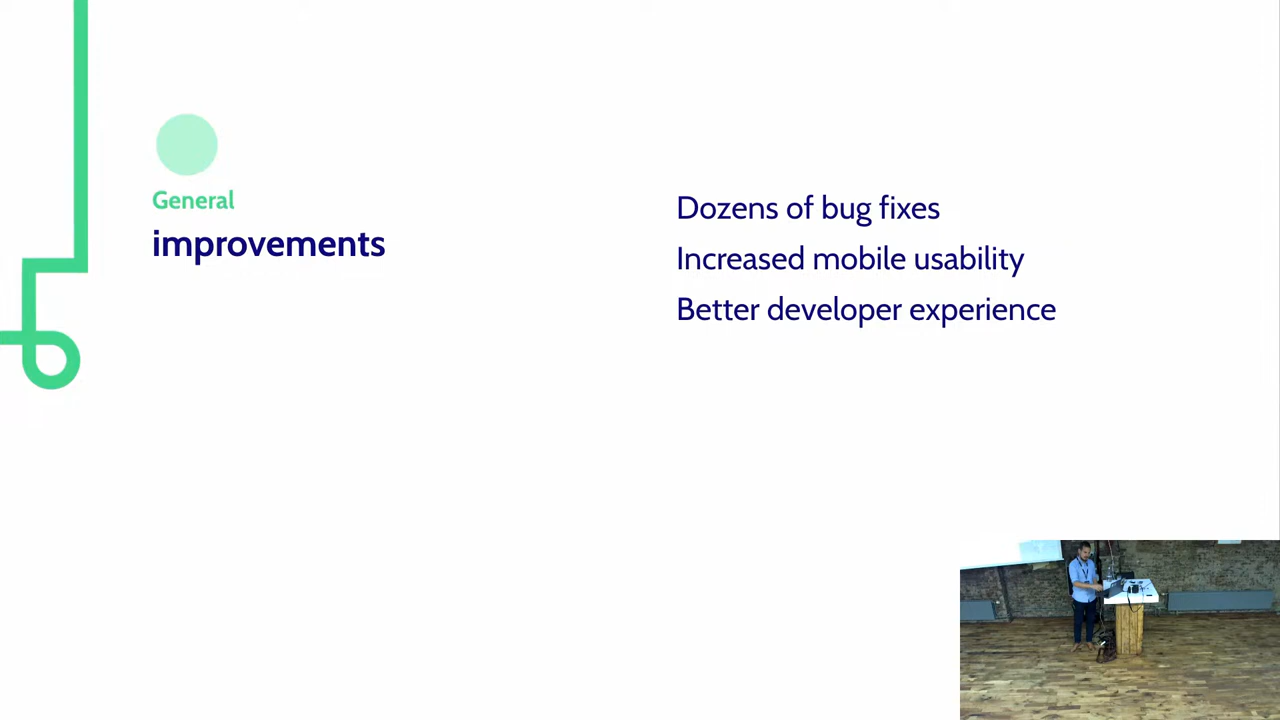 General
improvements
Dozens of bug fixes
Increased mobile usability
Better developer experience